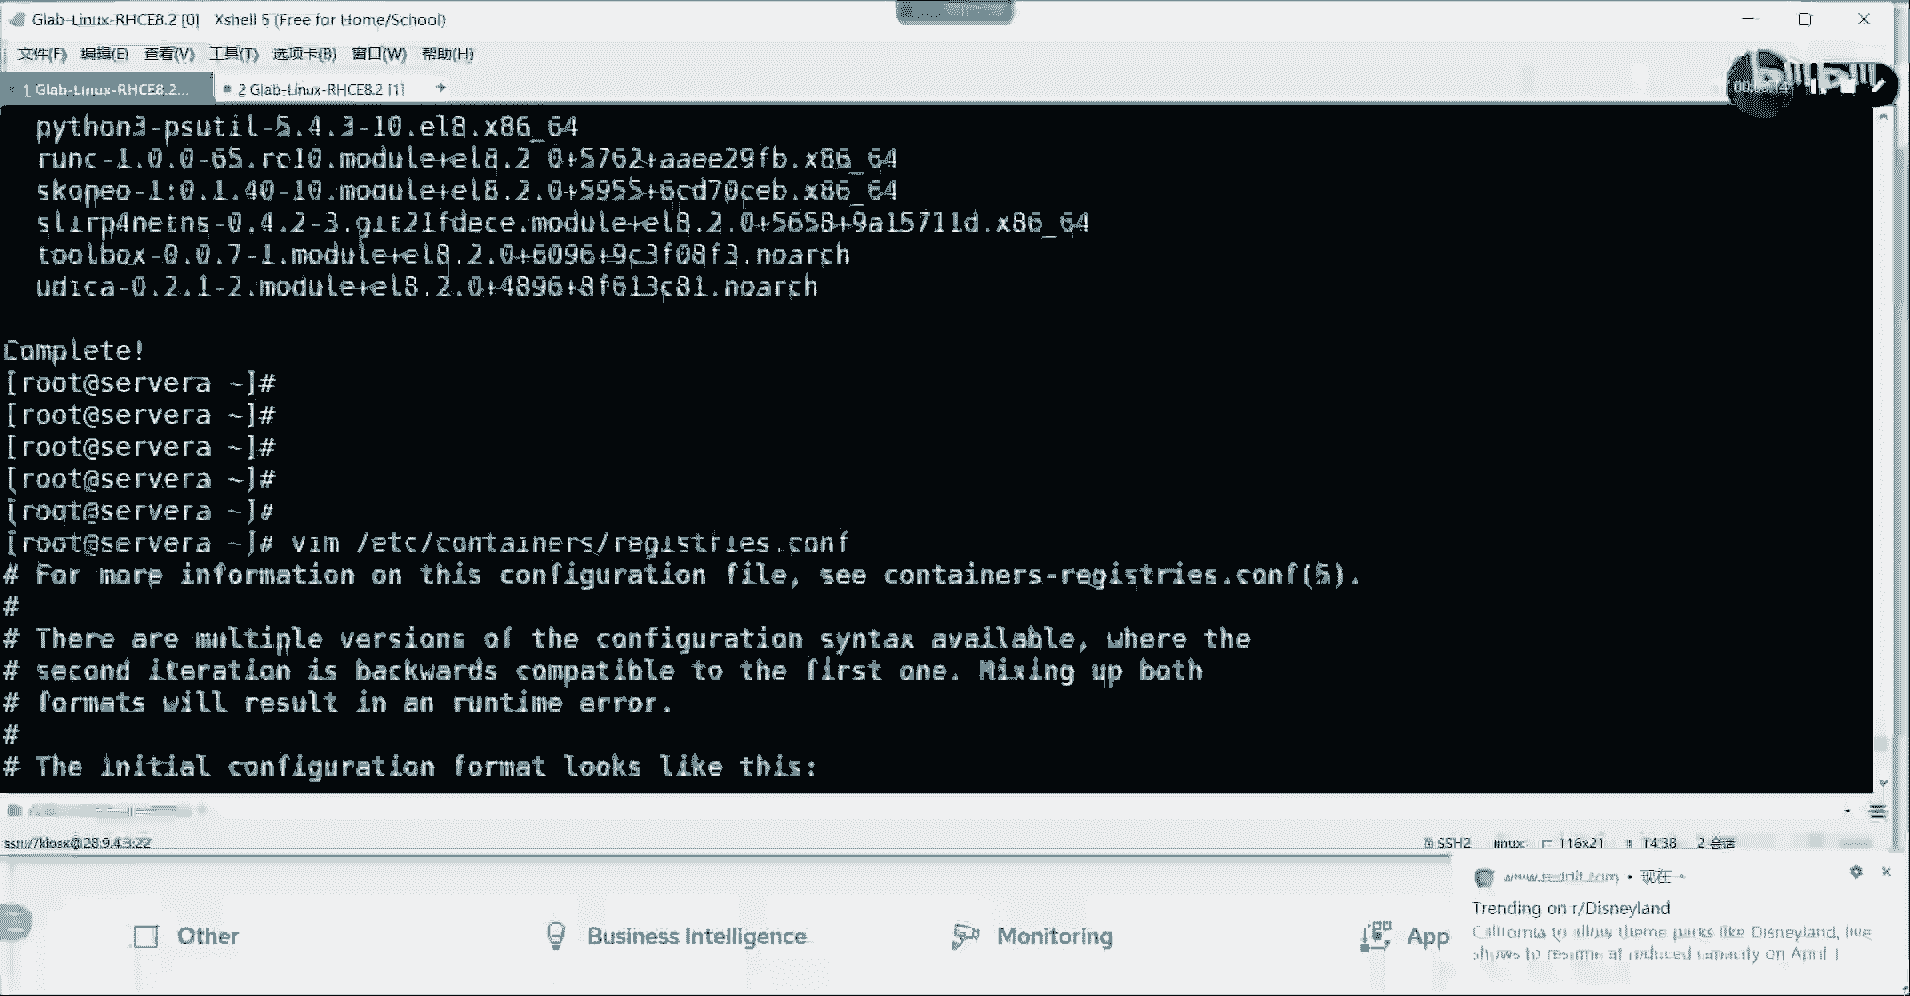 Glab-Linux-RHCE8.2 [0] Xshell 5 (Free for Home/School)
文件(F) 编辑(E) 查看(V) 工具(T) 选项卡(B) 窗口(W) 帮助(H)
1 Glab-Linux-RHCE8.2... 2 Glab-Linux-RHCE8.2 [1] +
python3-psutil-5.4.3-10.el8.x86_64
runc-1.0.0-65.rc10.module+el8.2.0+5762+aaee29fb.x86_64
skopeo-1:0.1.40-10.module+el8.2.0+5955+6cd70ceb.x86_64
slirp4netns-0.4.2-3.git21fdece.module+el8.2.0+5658+9a15711d.x86_64
toolbox-0.0.7-1.module+el8.2.0+6096+9c3f08f3.noarch
udica-0.2.1-2.module+el8.2.0+4896+8f613c81.noarch
Complete!
[root@servera ~]#
[root@servera ~]#
[root@servera ~]#
[root@servera ~]#
[root@servera ~]#
[root@servera ~]# vim /etc/containers/registries.conf
# For more information on this configuration file, see containers-registries.conf(5).
#
# There are multiple versions of the configuration syntax available, where the
# second iteration is backwards compatible to the first one. Mixing up both
# formats will result in an runtime error.
#
# The initial configuration format looks like this:
SSH2 linux 116x21 14:38 2 会话
www.reddit.com • 现在
Trending on r/Disneyland
California to allow theme parks like Disneyland, live
shows to resume at reduced capacity on April 1
Other Business Intelligence Monitoring App